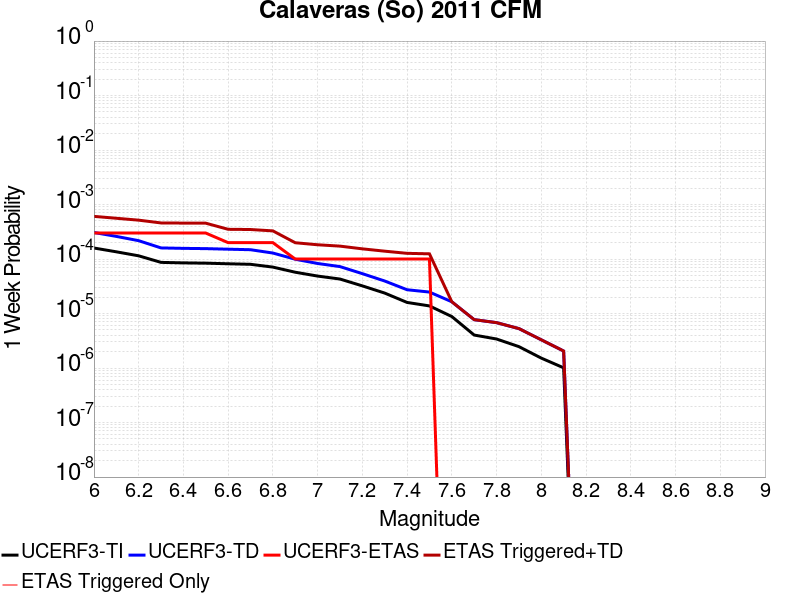 Calaveras (So) 2011 CFM
10^0
10^-1
10^-2
10^-3
10^-4
10^-5
10^-6
10^-7
10^-8
1 Week Probability
6 6.2 6.4 6.6 6.8 7 7.2 7.4 7.6 7.8 8 8.2 8.4 8.6 8.8 9
Magnitude
UCERF3-TI UCERF3-TD UCERF3-ETAS ETAS Triggered+TD
ETAS Triggered Only